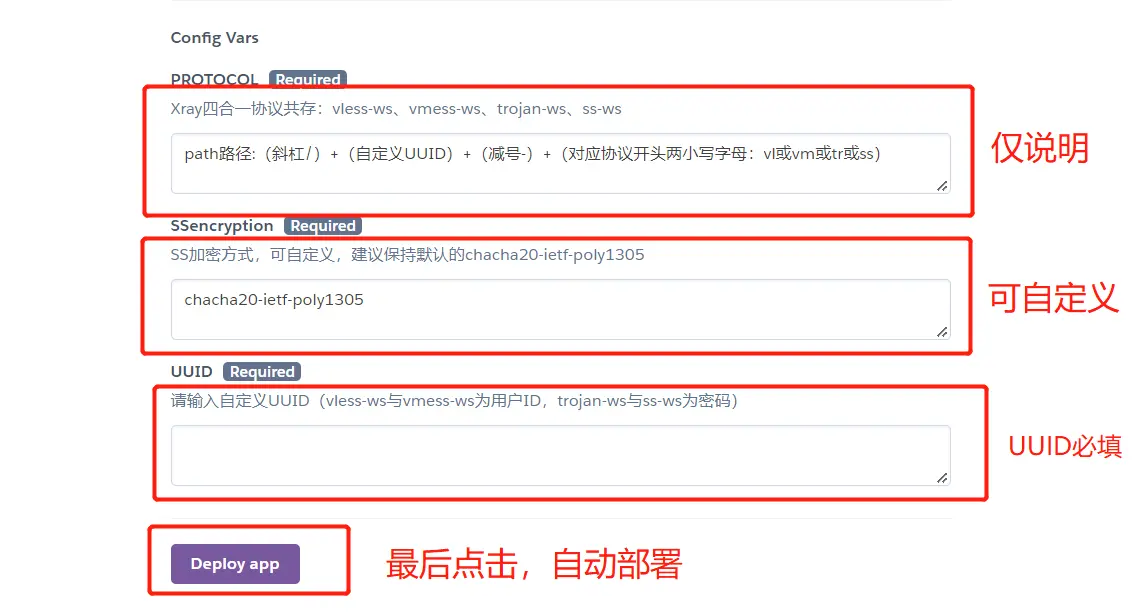 Config Vars
PROTOCOL Required
Xray四合一协议共存：vless-ws、vmess-ws、trojan-ws、ss-ws
path路径:（斜杠/）+（自定义UUID）+（减号-）+（对应协议开头两小写字母：vl或vm或tr或ss）
仅说明
SSencryption Required
SS加密方式，可自定义，建议保持默认的chacha20-ietf-poly1305
chacha20-ietf-poly1305
可自定义
UUID Required
请输入自定义UUID（vless-ws与vmess-ws为用户ID，trojan-ws与ss-ws为密码）
UUID必填
Deploy app
最后点击，自动部署